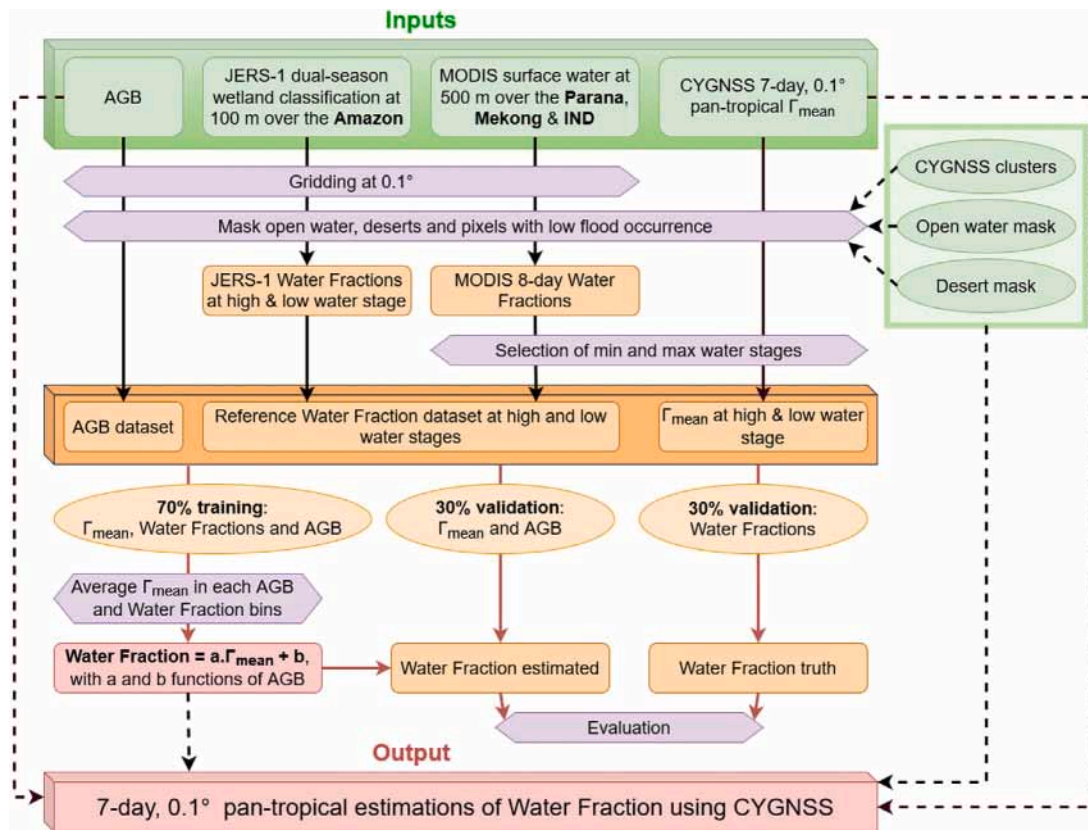 Inputs
AGB
JERS-1 dual-season
wetland classification at
100 m over the Amazon
MODIS surface water at
500 m over the Parana,
Mekong & IND
CYGNSS 7-day, 0.1°
pan-tropical Γmean
CYGNSS clusters
Open water mask
Desert mask
Gridding at 0.1°
Mask open water, deserts and pixels with low flood occurrence
JERS-1 Water Fractions
at high & low water stage
MODIS 8-day Water
Fractions
Selection of min and max water stages
AGB dataset
Reference Water Fraction dataset at high and low
water stages
Γmean at high & low water
stage
70% training:
Γmean, Water Fractions and AGB
30% validation:
Γmean and AGB
30% validation:
Water Fractions
Average Γmean in each AGB
and Water Fraction bins
Water Fraction = a.Γmean + b,
with a and b functions of AGB
Water Fraction estimated
Water Fraction truth
Evaluation
Output
7-day, 0.1° pan-tropical estimations of Water Fraction using CYGNSS